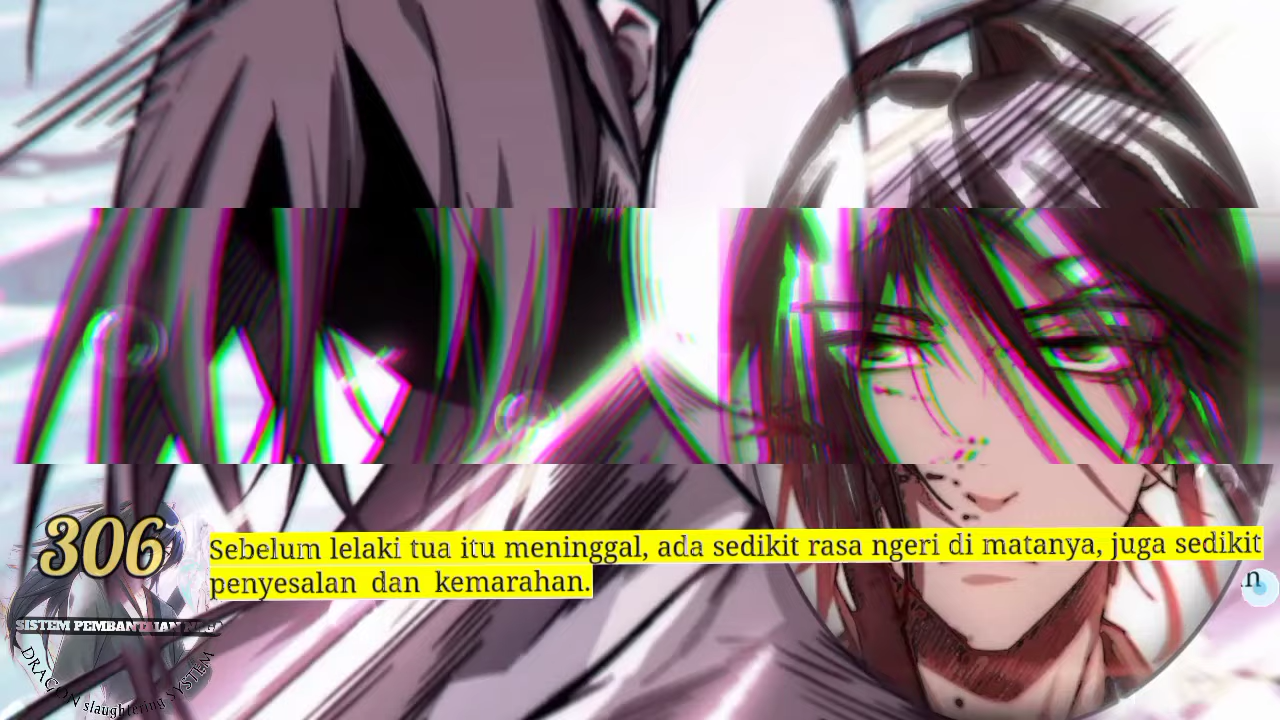 306
Sebelum lelaki tua itu meninggal, ada sedikit rasa ngeri di matanya, juga sedikit
penyesalan dan kemarahan.
SISTEM PEMBANTAIAN
DRAGON slaughtering SYSTEM